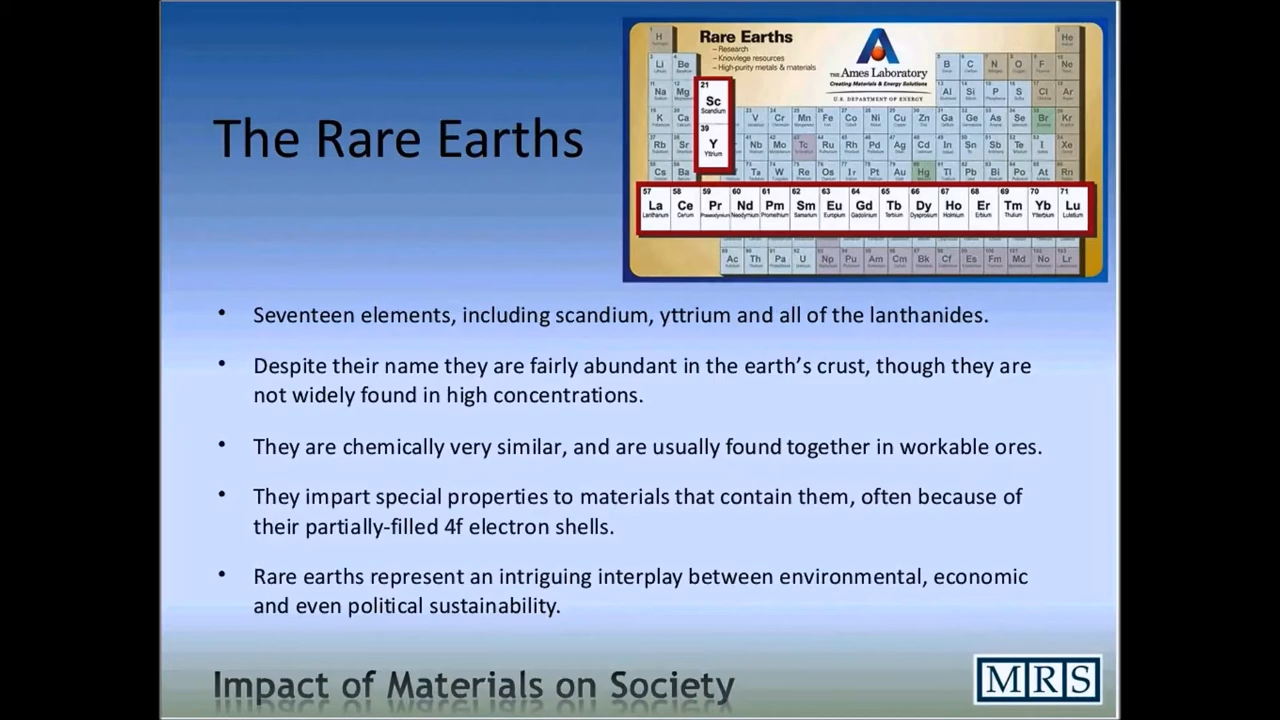 The Rare Earths
Rare Earths
– Research
– Knowlege resources
– High-purity metals & materials
THE Ames Laboratory
Creating Materials & Energy Solutions
U.S. DEPARTMENT OF ENERGY
H He
Li Be B C N O F Ne
Na Mg Al Si P S Cl Ar
21
Sc
Scandium
K Ca V Cr Mn Fe Co Ni Cu Zn Ga Ge As Se Br Kr
39
Y
Yttrium
Rb Sr Nb Mo Tc Ru Rh Pd Ag Cd In Sn Sb Te I Xe
Cs Ba Ta W Re Os Ir Pt Au Hg Tl Pb Bi Po At Rn
57 58 59 60 61 62 63 64 65 66 67 68 69 70 71
La Ce Pr Nd Pm Sm Eu Gd Tb Dy Ho Er Tm Yb Lu
Lanthanum Cerium Praseodymium Neodymium Promethium Samarium Europium Gadolinium Terbium Dysprosium Holmium Erbium Thulium Ytterbium Lutetium
Ac Th Pa U Np Pu Am Cm Bk Cf Es Fm Md No Lr
• Seventeen elements, including scandium, yttrium and all of the lanthanides.
• Despite their name they are fairly abundant in the earth’s crust, though they are
not widely found in high concentrations.
• They are chemically very similar, and are usually found together in workable ores.
• They impart special properties to materials that contain them, often because of
their partially-filled 4f electron shells.
• Rare earths represent an intriguing interplay between environmental, economic
and even political sustainability.
Impact of Materials on Society
MRS